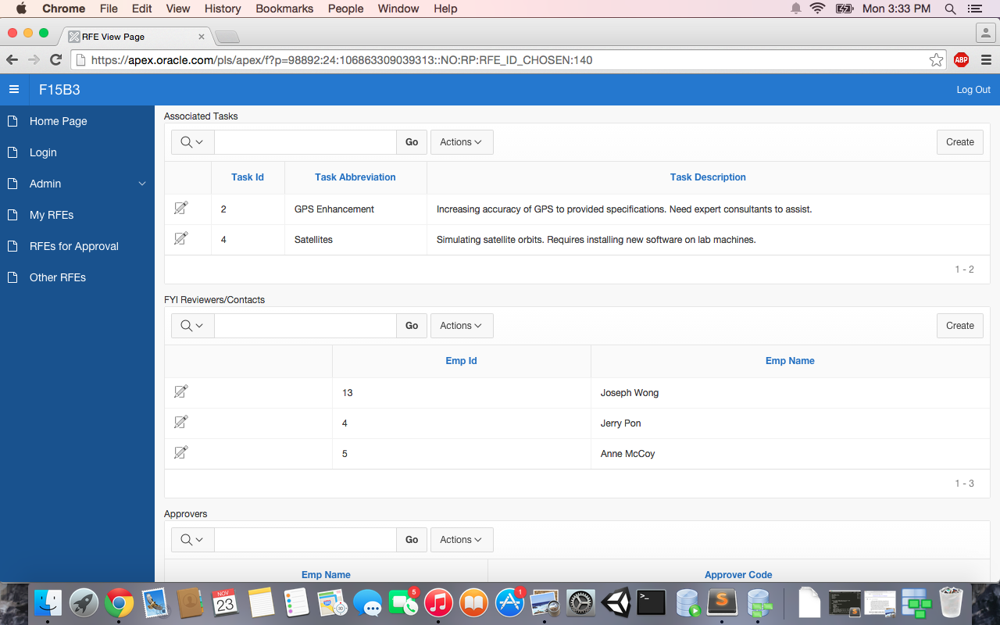 Chrome File Edit View History Bookmarks People Window Help Mon 3:33 PM
RFE View Page
https://apex.oracle.com/pls/apex/f?p=98892:24:106863309039313::NO:RP:RFE_ID_CHOSEN:140 ABP
F15B3 Log Out
Home Page
Login
Admin
My RFEs
RFEs for Approval
Other RFEs
Associated Tasks
Go Actions Create
Task Id Task Abbreviation Task Description
2 GPS Enhancement Increasing accuracy of GPS to provided specifications. Need expert consultants to assist.
4 Satellites Simulating satellite orbits. Requires installing new software on lab machines.
1 - 2
FYI Reviewers/Contacts
Go Actions Create
Emp Id Emp Name
13 Joseph Wong
4 Jerry Pon
5 Anne McCoy
1 - 3
Approvers
Go Actions
Emp Name Approver Code
NOV
23
5
1
>_
S